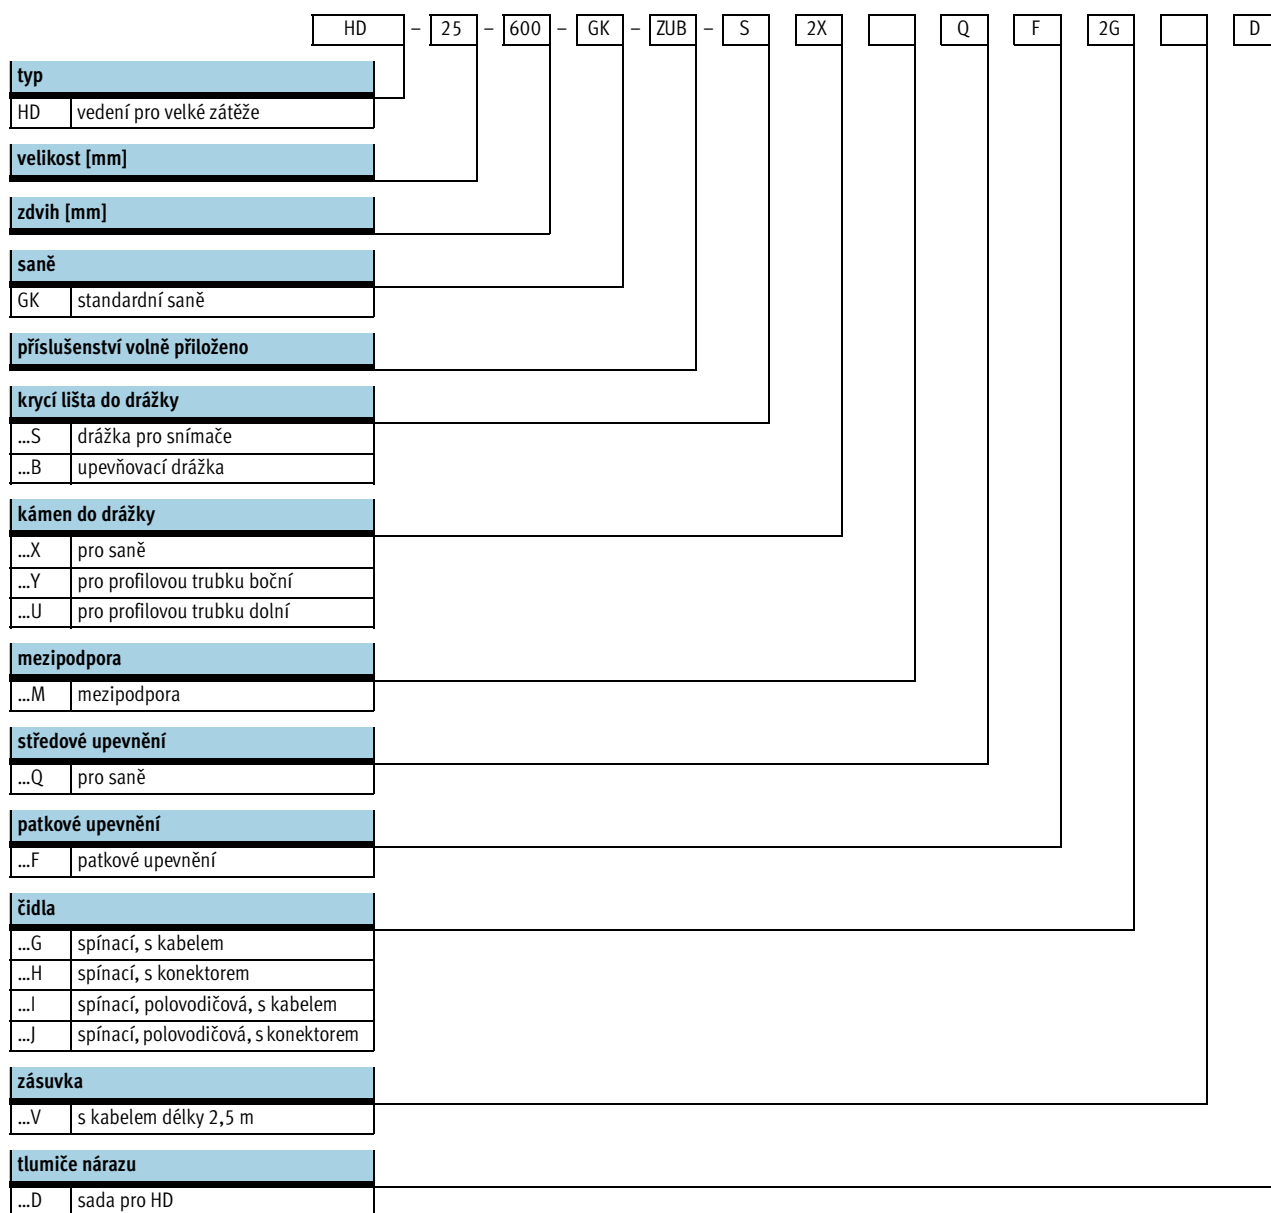 HD – 25 – 600 – GK – ZUB – S 2X Q F 2G D
typ
HD vedení pro velké zátěže
velikost [mm]
zdvih [mm]
saně
GK standardní saně
příslušenství volně přiloženo
krycí lišta do drážky
...S drážka pro snímače
...B upevňovací drážka
kámen do drážky
...X pro saně
...Y pro profilovou trubku boční
...U pro profilovou trubku dolní
mezipodpora
...M mezipodpora
středové upevnění
...Q pro saně
patkové upevnění
...F patkové upevnění
čidla
...G spínací, s kabelem
...H spínací, s konektorem
...I spínací, polovodičová, s kabelem
...J spínací, polovodičová, s konektorem
zásuvka
...V s kabelem délky 2,5 m
tlumiče nárazu
...D sada pro HD